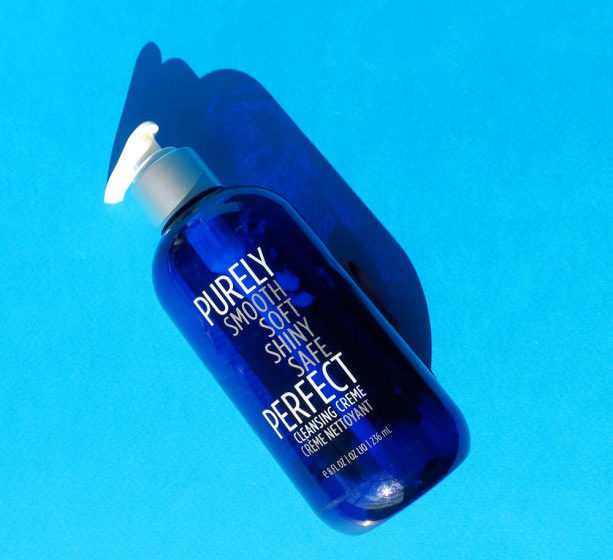 PURELY
SMOOTH
SOFT
SHINY
SAFE
PERFECT
CLEANSING CREME
CRÈME NETTOYANT
℮ 8 FL OZ | OZ LIQ | 236 mL